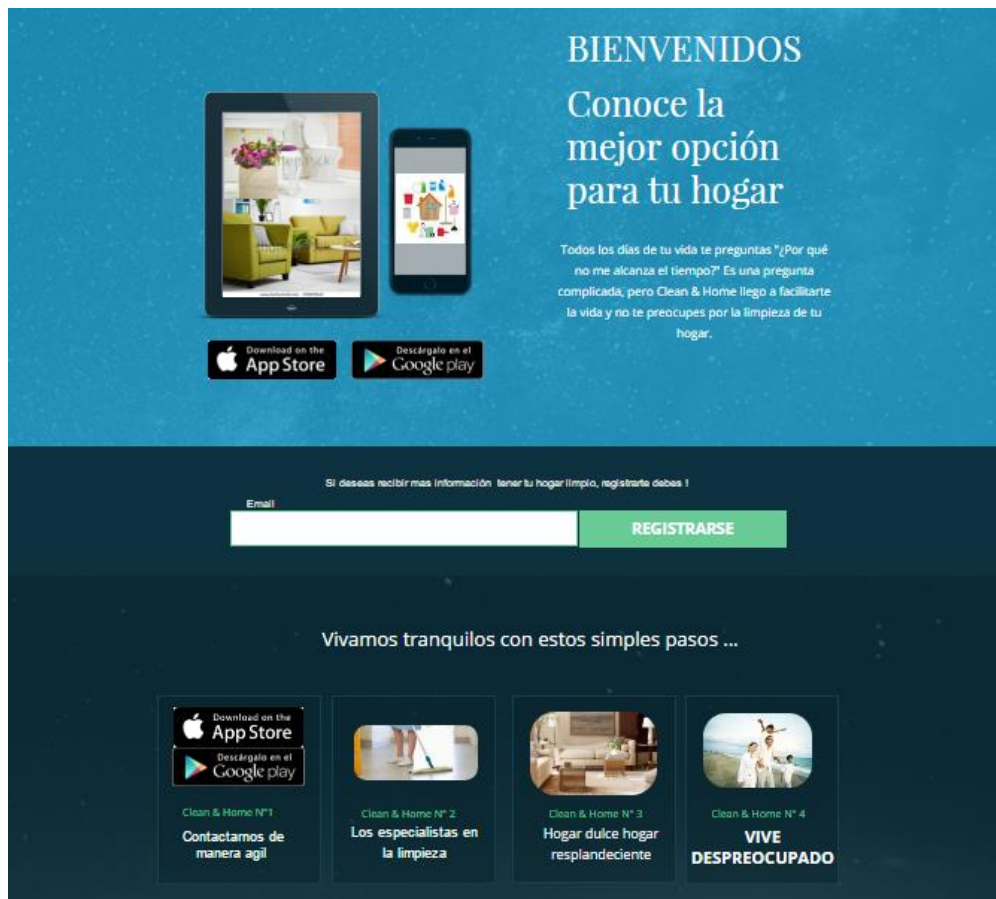 BIENVENIDOS
Conoce la
mejor opción
para tu hogar
Todos los días de tu vida te preguntas "¿Por qué
no me alcanza el tiempo?" Es una pregunta
complicada, pero Clean & Home llego a facilitarte
la vida y no te preocupes por la limpieza de tu
hogar.
Download on the
App Store
Descárgalo en el
Google play
Si deseas recibir mas información tener tu hogar limpio, registrarte debes !
Email
REGISTRARSE
Vivamos tranquilos con estos simples pasos ...
Download on the
App Store
Descárgalo en el
Google play
Clean & Home N°1
Contactarnos de
manera agil
Clean & Home N° 2
Los especialistas en
la limpieza
Clean & Home N° 3
Hogar dulce hogar
resplandeciente
Clean & Home N° 4
VIVE
DESPREOCUPADO